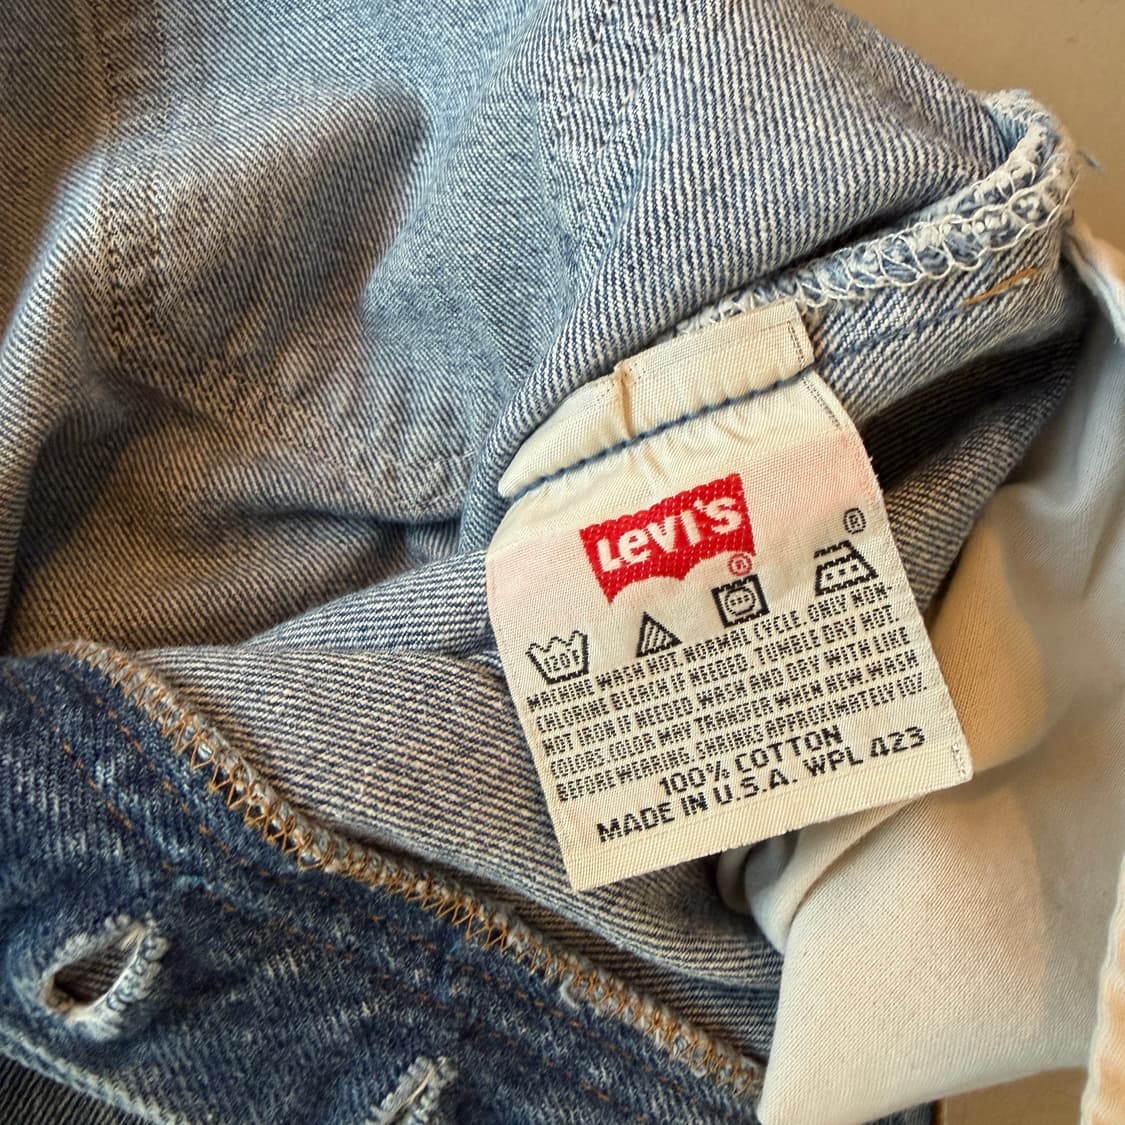 Levi's
®
®
120F
MACHINE WASH HOT NORMAL CYCLE ONLY NON-
CHLORINE BLEACH IF NEEDED. TUMBLE DRY HOT.
HOT IRON IF NEEDED. WASH AND DRY WITH LIKE
COLORS. COLOR MAY TRANSFER WHEN NEW. WASH
BEFORE WEARING. SHRINKS APPROXIMATELY 10%.
100% COTTON
MADE IN U.S.A. WPL 423